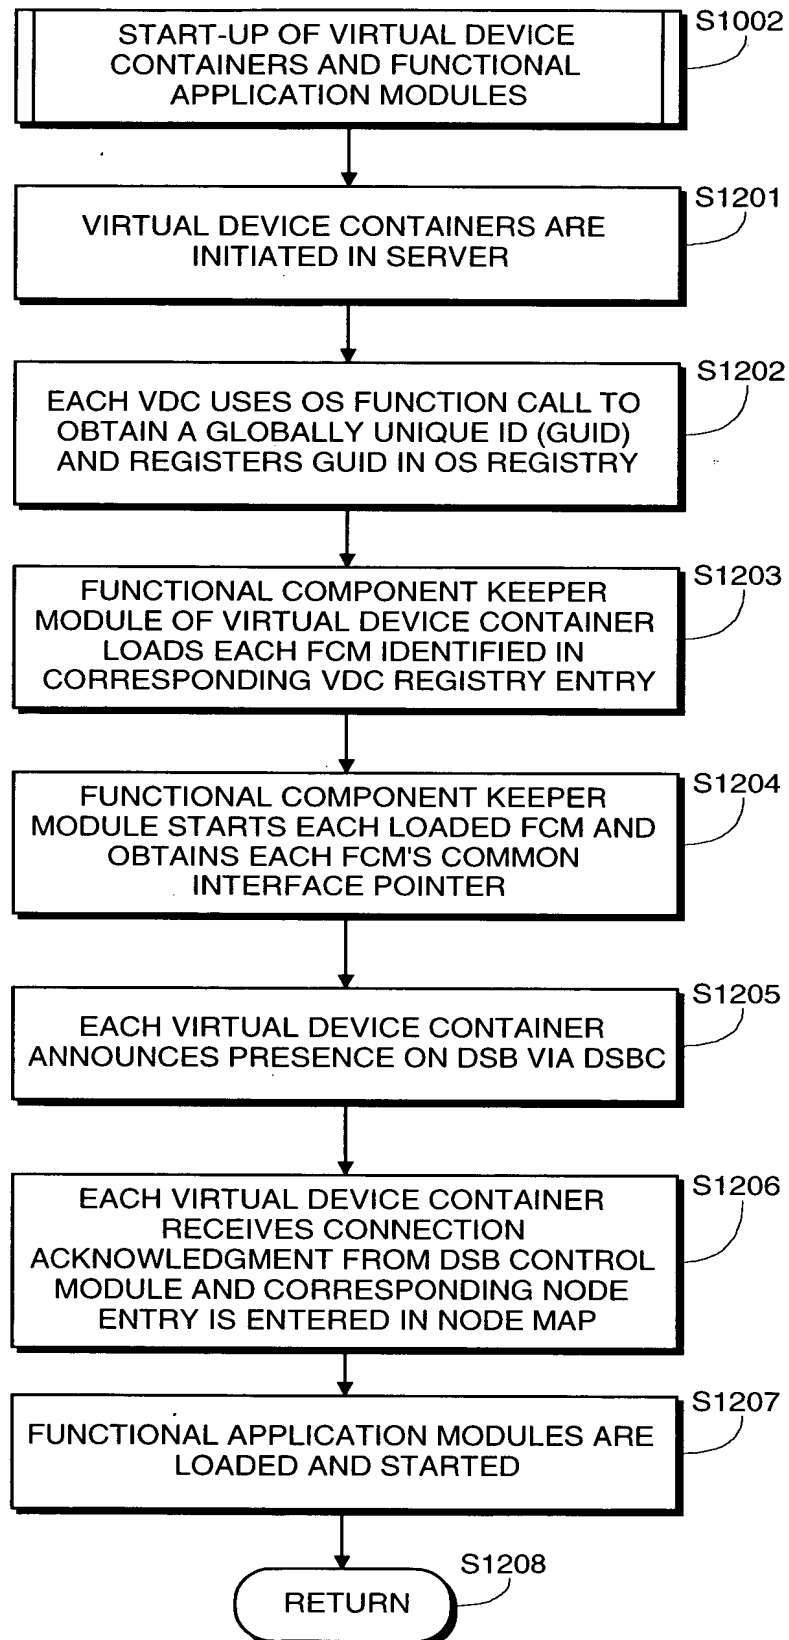 START-UP OF VIRTUAL DEVICE
CONTAINERS AND FUNCTIONAL
APPLICATION MODULES
S1002
VIRTUAL DEVICE CONTAINERS ARE
INITIATED IN SERVER
S1201
EACH VDC USES OS FUNCTION CALL TO
OBTAIN A GLOBALLY UNIQUE ID (GUID)
AND REGISTERS GUID IN OS REGISTRY
S1202
FUNCTIONAL COMPONENT KEEPER
MODULE OF VIRTUAL DEVICE CONTAINER
LOADS EACH FCM IDENTIFIED IN
CORRESPONDING VDC REGISTRY ENTRY
S1203
FUNCTIONAL COMPONENT KEEPER
MODULE STARTS EACH LOADED FCM AND
OBTAINS EACH FCM'S COMMON
INTERFACE POINTER
S1204
EACH VIRTUAL DEVICE CONTAINER
ANNOUNCES PRESENCE ON DSB VIA DSBC
S1205
EACH VIRTUAL DEVICE CONTAINER
RECEIVES CONNECTION
ACKNOWLEDGMENT FROM DSB CONTROL
MODULE AND CORRESPONDING NODE
ENTRY IS ENTERED IN NODE MAP
S1206
FUNCTIONAL APPLICATION MODULES ARE
LOADED AND STARTED
S1207
RETURN
S1208